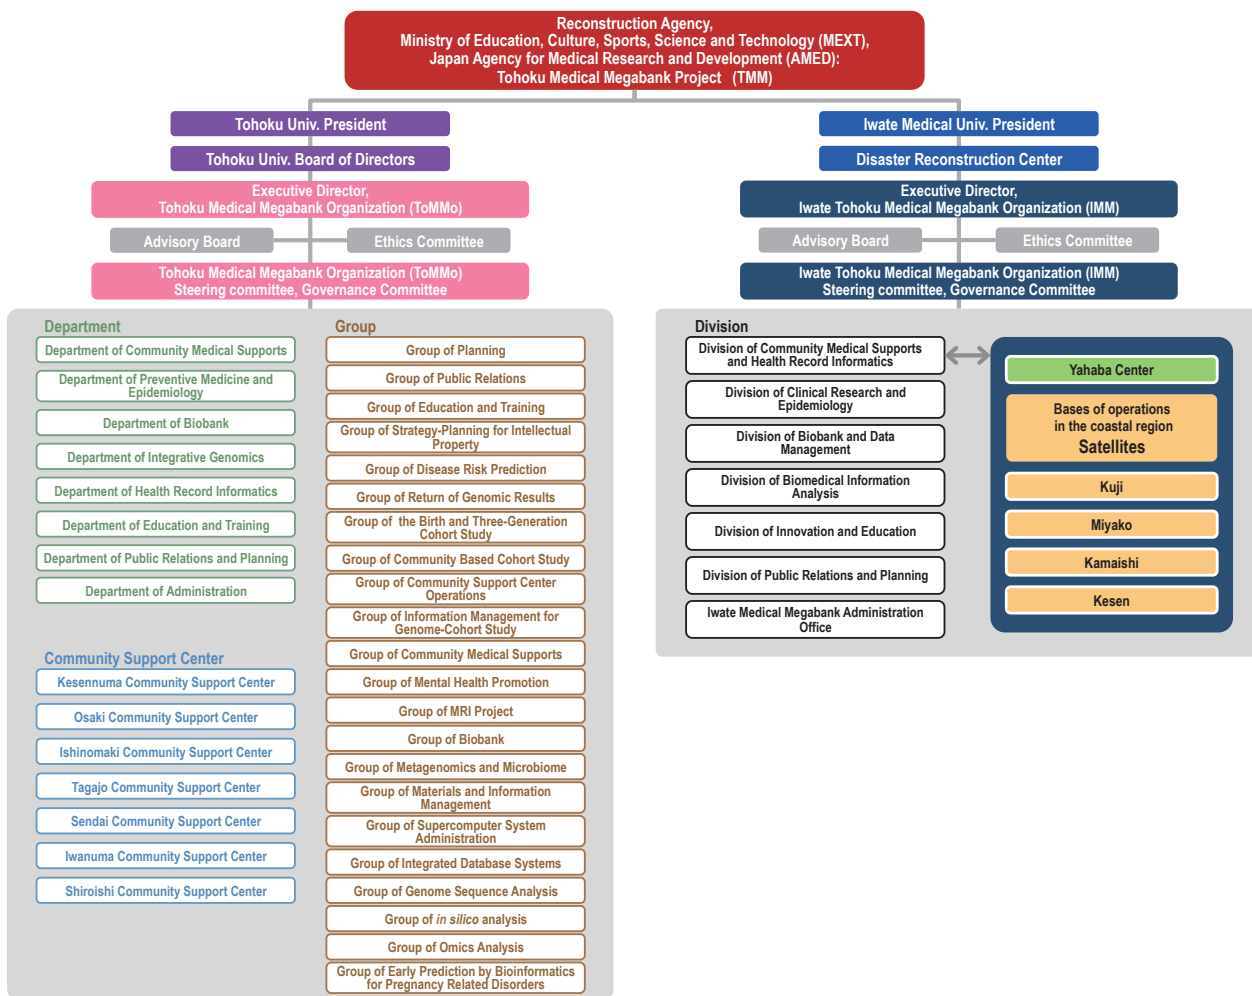 Reconstruction Agency,
Ministry of Education, Culture, Sports, Science and Technology (MEXT),
Japan Agency for Medical Research and Development (AMED):
Tohoku Medical Megabank Project (TMM)
Tohoku Univ. President
Tohoku Univ. Board of Directors
Executive Director,
Tohoku Medical Megabank Organization (ToMMo)
Advisory Board
Ethics Committee
Tohoku Medical Megabank Organization (ToMMo)
Steering committee, Governance Committee
Department
Department of Community Medical Supports
Department of Preventive Medicine and
Epidemiology
Department of Biobank
Department of Integrative Genomics
Department of Health Record Informatics
Department of Education and Training
Department of Public Relations and Planning
Department of Administration
Community Support Center
Kesennuma Community Support Center
Osaki Community Support Center
Ishinomaki Community Support Center
Tagajo Community Support Center
Sendai Community Support Center
Iwanuma Community Support Center
Shiroishi Community Support Center
Group
Group of Planning
Group of Public Relations
Group of Education and Training
Group of Strategy-Planning for Intellectual
Property
Group of Disease Risk Prediction
Group of Return of Genomic Results
Group of the Birth and Three-Generation
Cohort Study
Group of Community Based Cohort Study
Group of Community Support Center
Operations
Group of Information Management for
Genome-Cohort Study
Group of Community Medical Supports
Group of Mental Health Promotion
Group of MRI Project
Group of Biobank
Group of Metagenomics and Microbiome
Group of Materials and Information
Management
Group of Supercomputer System
Administration
Group of Integrated Database Systems
Group of Genome Sequence Analysis
Group of in silico analysis
Group of Omics Analysis
Group of Early Prediction by Bioinformatics
for Pregnancy Related Disorders
Iwate Medical Univ. President
Disaster Reconstruction Center
Executive Director,
Iwate Tohoku Medical Megabank Organization (IMM)
Advisory Board
Ethics Committee
Iwate Tohoku Medical Megabank Organization (IMM)
Steering committee, Governance Committee
Division
Division of Community Medical Supports
and Health Record Informatics
Division of Clinical Research and
Epidemiology
Division of Biobank and Data
Management
Division of Biomedical Information
Analysis
Division of Innovation and Education
Division of Public Relations and Planning
Iwate Medical Megabank Administration
Office
Yahaba Center
Bases of operations
in the coastal region
Satellites
Kuji
Miyako
Kamaishi
Kesen